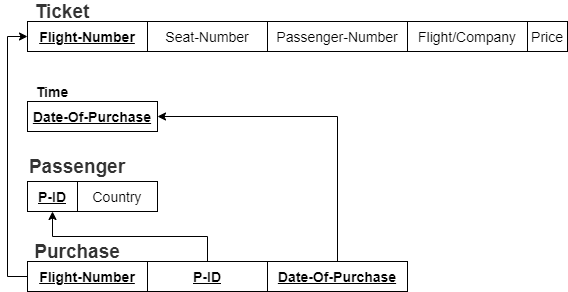 Ticket
Flight-Number Seat-Number Passenger-Number Flight/Company Price
Time
Date-Of-Purchase
Passenger
P-ID Country
Purchase
Flight-Number P-ID Date-Of-Purchase